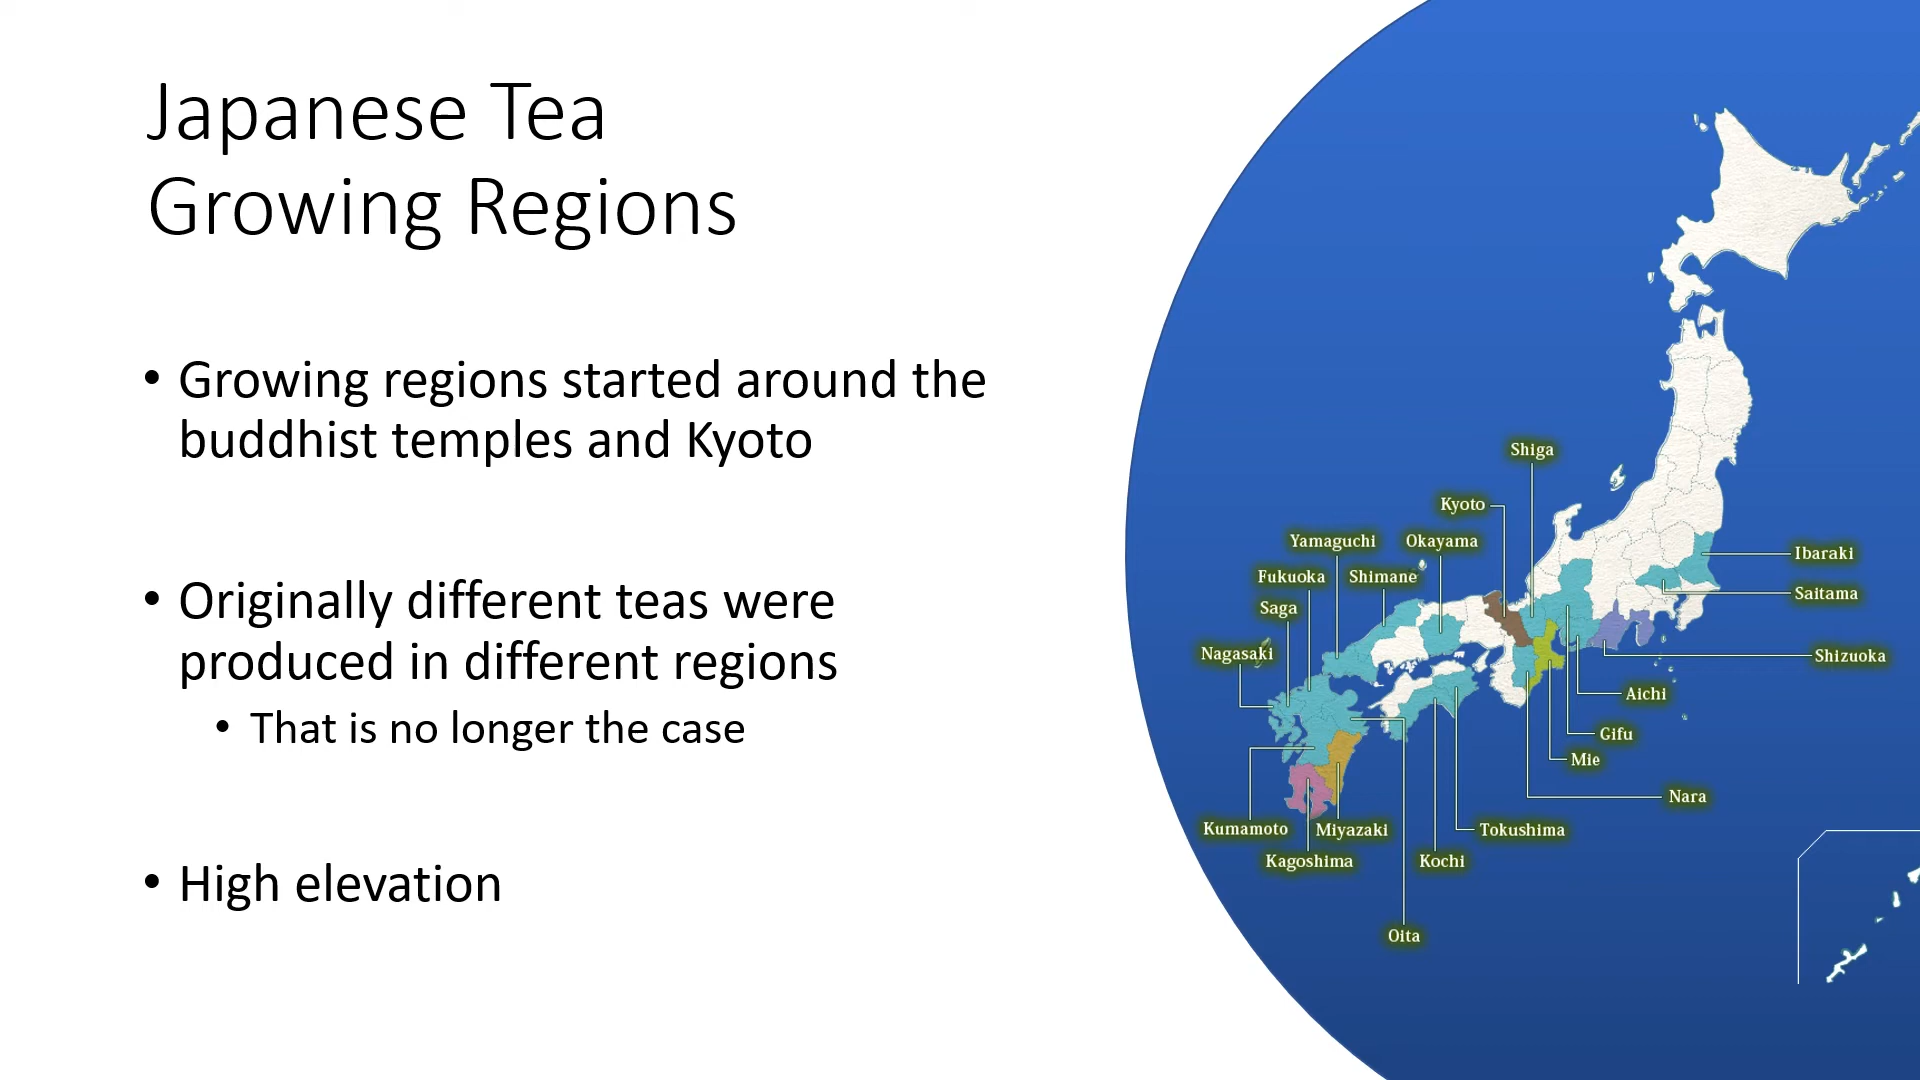 Japanese Tea
Growing Regions
• Growing regions started around the
buddhist temples and Kyoto
• Originally different teas were
produced in different regions
• That is no longer the case
• High elevation
Shiga
Kyoto
Yamaguchi
Okayama
Fukuoka
Shimane
Saga
Nagasaki
Ibaraki
Saitama
Shizuoka
Aichi
Gifu
Mie
Nara
Kumamoto
Miyazaki
Tokushima
Kagoshima
Kochi
Oita